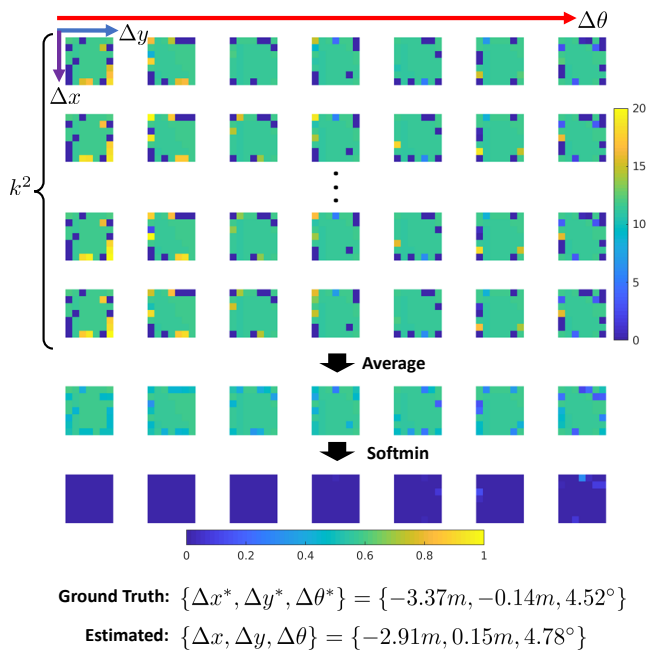 Δθ
Δy
Δx
k²
20
15
10
5
0
Average
Softmin
0 0.2 0.4 0.6 0.8 1
Ground Truth: {Δx*, Δy*, Δθ*} = {−3.37m, −0.14m, 4.52°}
Estimated: {Δx, Δy, Δθ} = {−2.91m, 0.15m, 4.78°}